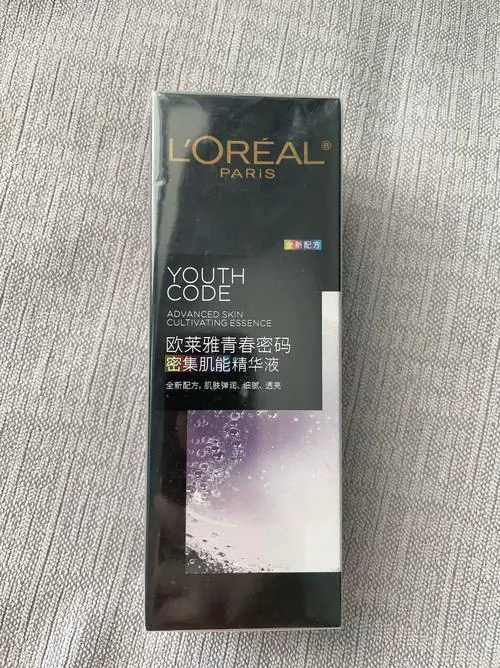 L'ORÉAL®
PARIS
全新配方
YOUTH
CODE
ADVANCED SKIN
CULTIVATING ESSENCE
欧莱雅青春密码
密集肌能精华液
全新配方,肌肤弹润、细腻、透亮